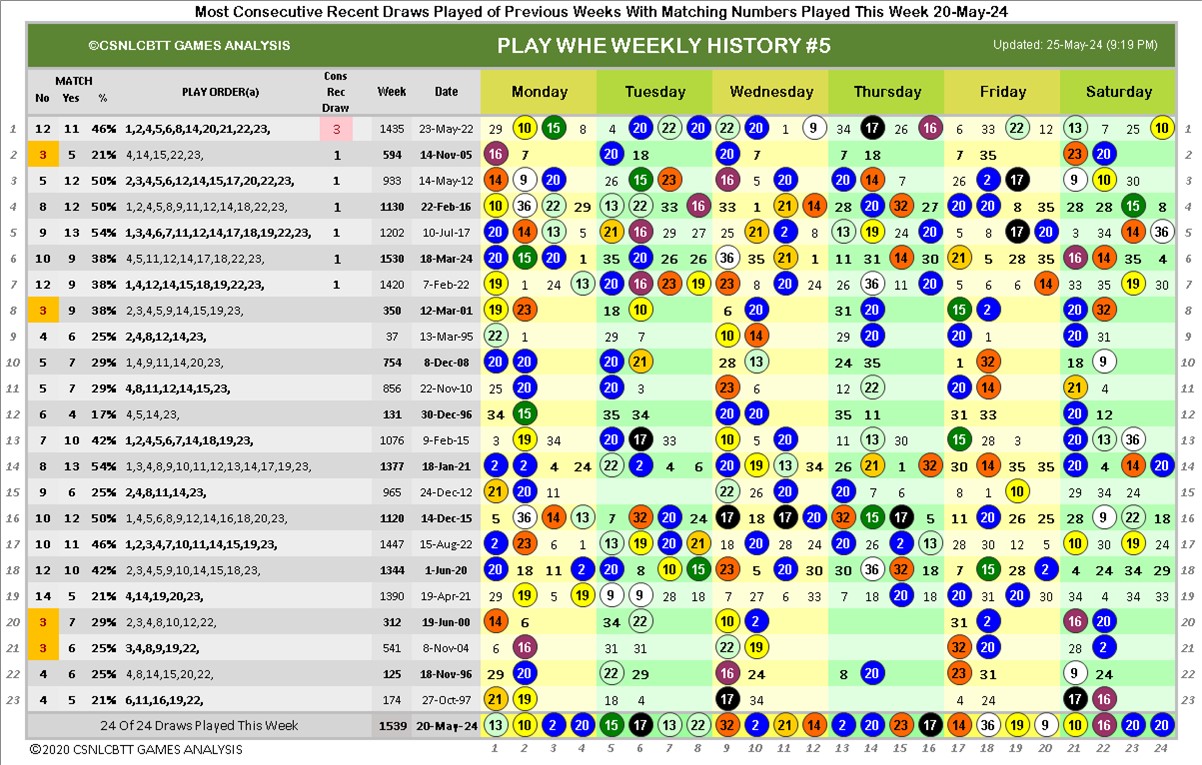 Most Consecutive Recent Draws Played of Previous Weeks With Matching Numbers Played This Week 20-May-24
©CSNLCBTT GAMES ANALYSIS PLAY WHE WEEKLY HISTORY #5 Updated: 25-May-24 (9:19 PM)
No MATCH Yes % PLAY ORDER(a) Cons Rec Draw Week Date Monday Tuesday Wednesday Thursday Friday Saturday
1 12 11 46% 1,2,4,5,6,8,14,20,21,22,23, 3 1435 23-May-22 29 10 15 8 4 20 22 20 22 20 1 9 34 17 26 16 6 33 22 12 13 7 25 10 1
2 3 5 21% 4,14,15,22,23, 1 594 14-Nov-05 16 7 20 18 20 7 7 18 7 35 23 20 2
3 5 12 50% 2,3,4,5,6,12,14,15,17,20,22,23, 1 933 14-May-12 14 9 20 26 15 23 16 5 20 20 14 7 26 2 17 9 10 30 3
4 8 12 50% 1,2,4,5,8,9,11,12,14,18,22,23 1 1130 22-Feb-16 10 36 22 29 13 22 33 16 33 1 21 14 28 20 32 27 20 20 8 35 28 28 15 8 4
5 9 13 54% 1,3,4,6,7,11,12,14,17,18,19,22,23, 1 1202 10-Jul-17 20 14 13 5 21 16 29 27 25 21 2 8 13 19 24 20 5 8 17 20 3 34 14 36 5
6 10 9 38% 4,5,11,12,14,17,18,22,23, 1 1530 18-Mar-24 20 15 20 1 35 20 26 26 36 35 21 1 11 31 14 30 21 5 28 35 16 14 35 4 6
7 12 9 38% 1,4,12,14,15,18,19,22,23, 1 1420 7-Feb-22 19 1 24 13 20 16 23 19 23 8 20 24 26 36 11 20 5 6 6 14 33 35 19 30 7
8 3 9 38% 2,3,4,5,9,14,15,19,23, 350 12-Mar-01 19 23 18 10 6 20 31 20 15 2 20 32 8
9 4 6 25% 2,4,8,12,14,23, 37 13-Mar-95 22 1 29 7 10 14 29 20 20 1 20 31 9
10 5 7 29% 1,4,9,11,14,20,23, 754 8-Dec-08 20 20 20 21 28 13 24 35 1 32 18 9 10
11 5 7 29% 4,8,11,12,14,15,23, 856 22-Nov-10 25 20 20 3 23 6 12 22 20 14 21 4 11
12 6 4 17% 4,5,14,23, 131 30-Dec-96 34 15 35 34 20 20 35 11 31 33 20 12 12
13 7 10 42% 1,2,4,5,6,7,14,18,19,23, 1076 9-Feb-15 3 19 34 20 17 33 10 5 20 11 13 30 15 28 3 20 13 36 13
14 8 13 54% 1,3,4,8,9,10,11,12,13,14,17,19,23, 1377 18-Jan-21 2 2 4 24 22 2 4 6 20 19 13 34 26 21 1 32 30 14 35 35 20 4 14 20 14
15 9 6 25% 2,4,8,11,14,23, 965 24-Dec-12 21 20 11 22 26 20 20 7 6 8 1 10 29 34 24 15
16 10 12 50% 1,4,5,6,8,9,12,14,16,18,20,23 1120 14-Dec-15 5 36 14 13 7 32 20 24 17 18 17 20 32 15 17 5 11 20 26 25 28 9 22 18 16
17 10 11 46% 1,2,3,4,7,10,11,14,15,19,23, 1447 15-Aug-22 2 23 6 1 13 19 20 21 18 20 28 24 20 26 2 13 28 30 12 5 10 30 19 24 17
18 12 10 42% 2,3,4,5,9,10,14,15,18,23, 1344 1-Jun-20 20 18 11 2 20 8 10 15 23 5 20 30 30 36 32 18 7 15 28 2 4 24 34 29 18
19 14 5 21% 4,14,19,20,23, 1390 19-Apr-21 29 19 5 19 9 9 28 18 7 27 6 33 7 18 20 18 20 31 20 30 34 4 34 33 19
20 3 7 29% 2,3,4,8,10,12,22, 312 19-Jun-00 14 6 34 22 10 2 31 2 16 20 20
21 3 6 25% 3,4,8,9,19,22, 541 8-Nov-04 6 16 31 31 22 19 32 20 28 2 21
22 4 6 25% 4,8,14,15,20,22, 125 18-Nov-96 29 20 22 29 16 24 8 20 23 31 9 24 22
23 4 5 21% 6,11,16,19,22, 174 27-Oct-97 21 19 18 4 17 34 4 24 17 16 23
24 Of 24 Draws Played This Week 1539 20-May-24 13 10 2 20 15 17 13 22 32 2 21 14 2 20 23 17 14 36 19 9 10 16 20 20
©2020 CSNLCBTT GAMES ANALYSIS 1 2 3 4 5 6 7 8 9 10 11 12 13 14 15 16 17 18 19 20 21 22 23 24